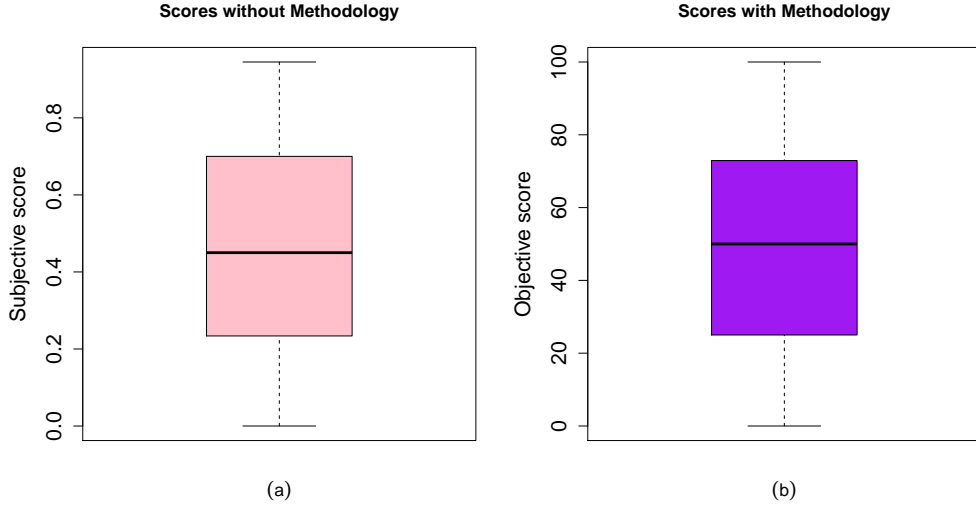 Scores without Methodology
Subjective score
0.8
0.6
0.4
0.2
0.0
(a)
Scores with Methodology
Objective score
100
80
60
40
20
0
(b)